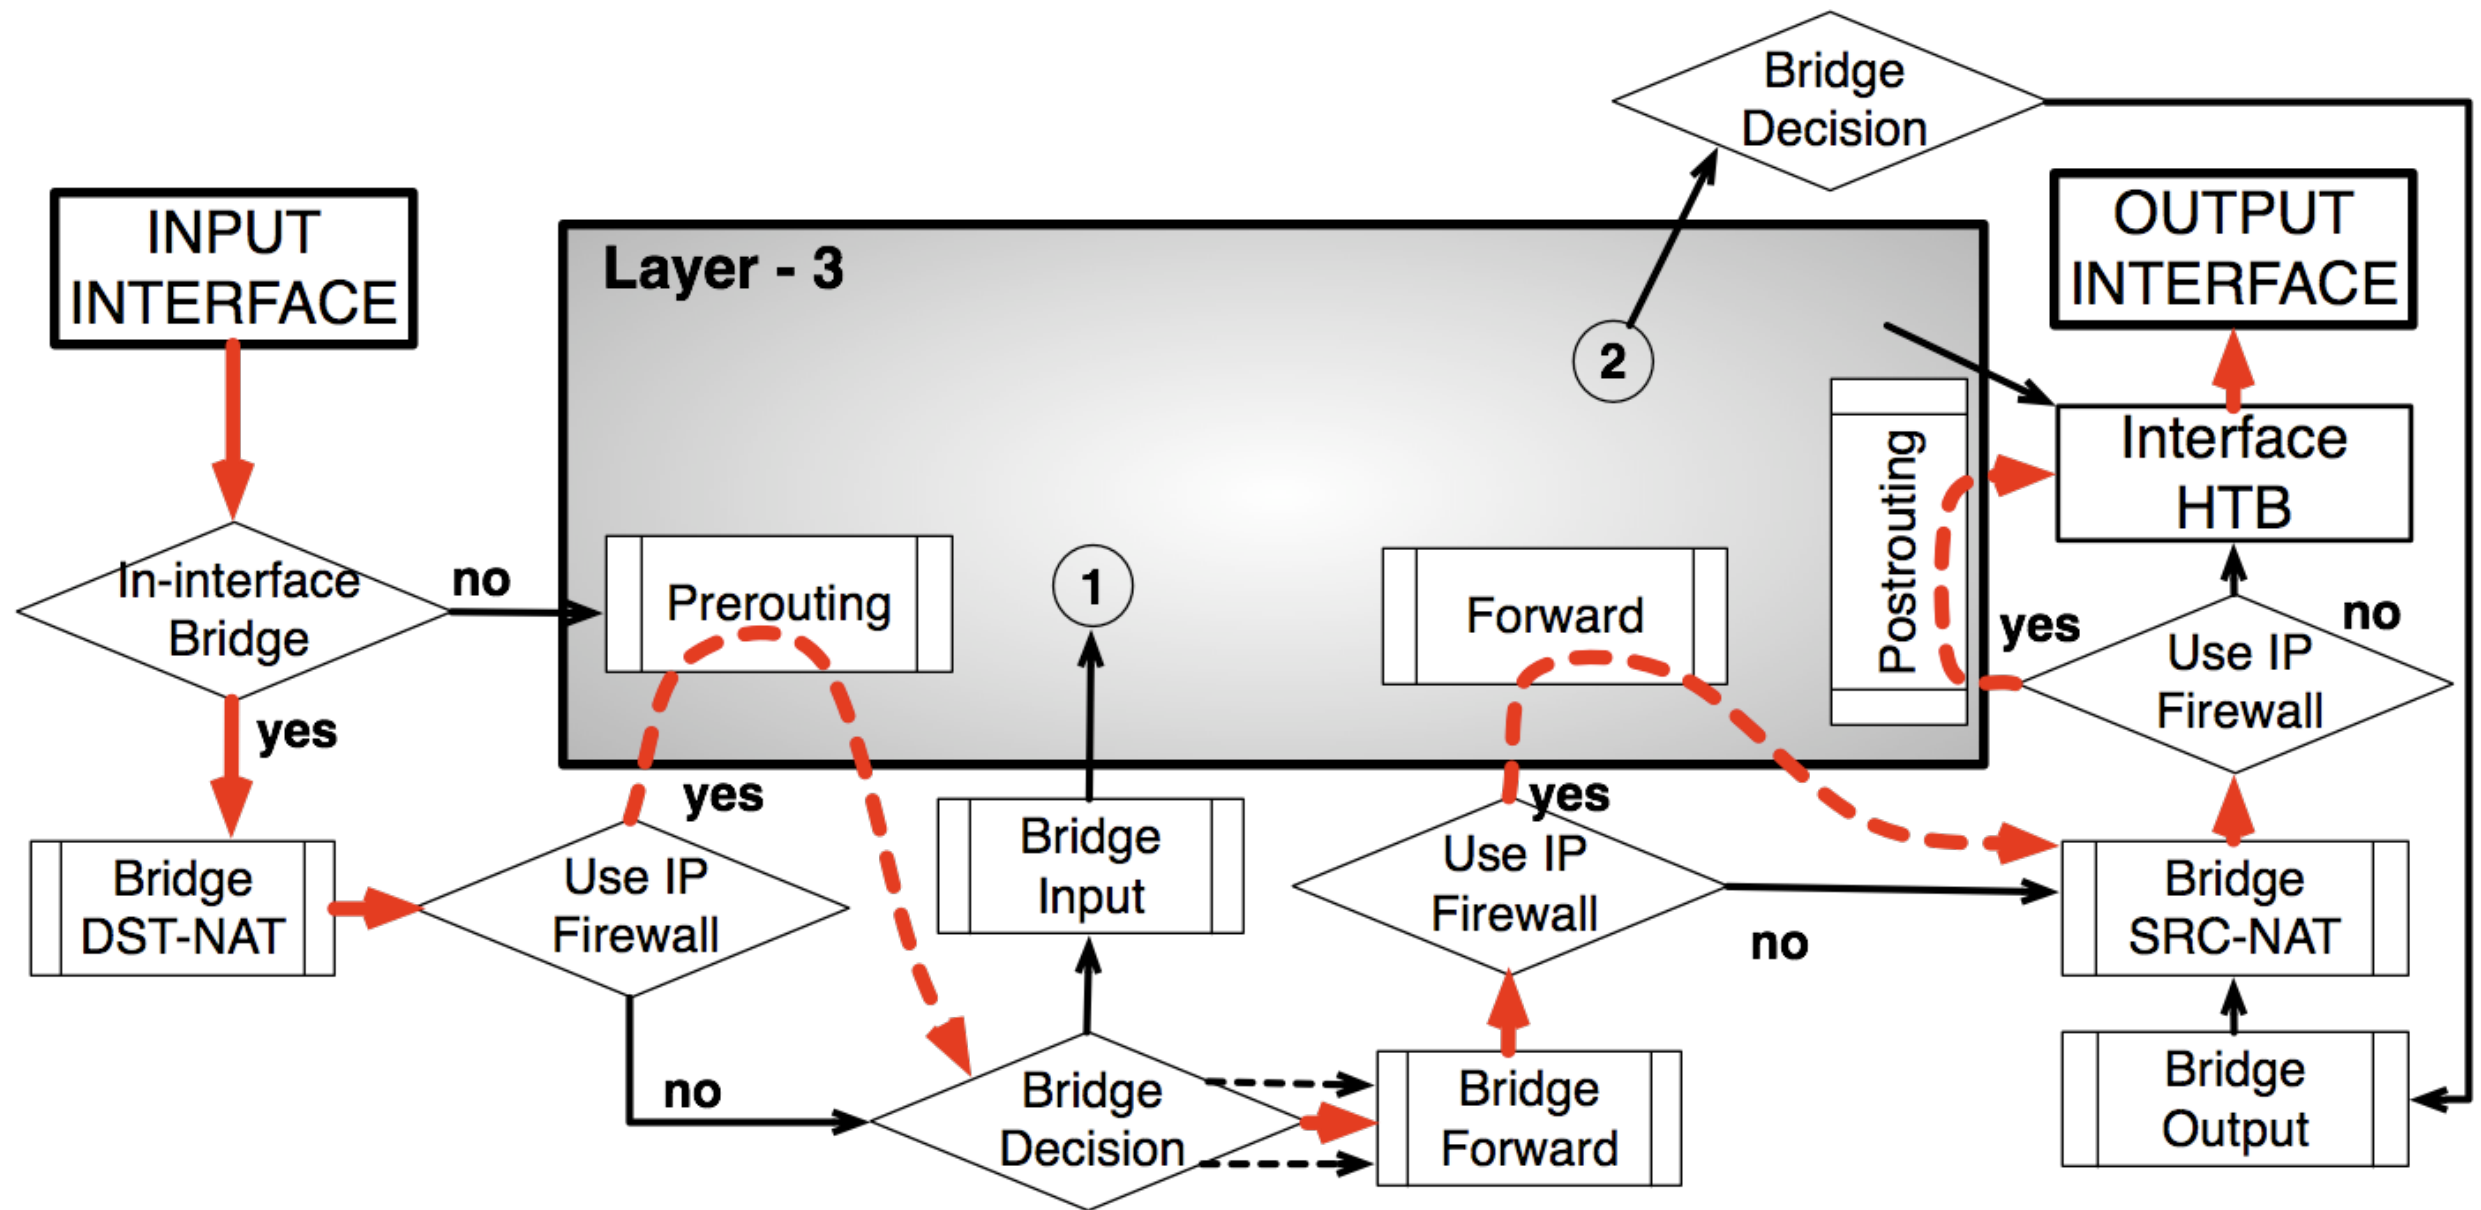 Bridge
Decision
INPUT
INTERFACE
OUTPUT
INTERFACE
Layer - 3
2
Interface
HTB
Postrouting
In-interface
Bridge
no
Prerouting
1
Forward
yes
no
Use IP
Firewall
yes
yes
yes
Bridge
DST-NAT
Use IP
Firewall
Bridge
Input
Use IP
Firewall
no
Bridge
SRC-NAT
no
Bridge
Decision
Bridge
Forward
Bridge
Output